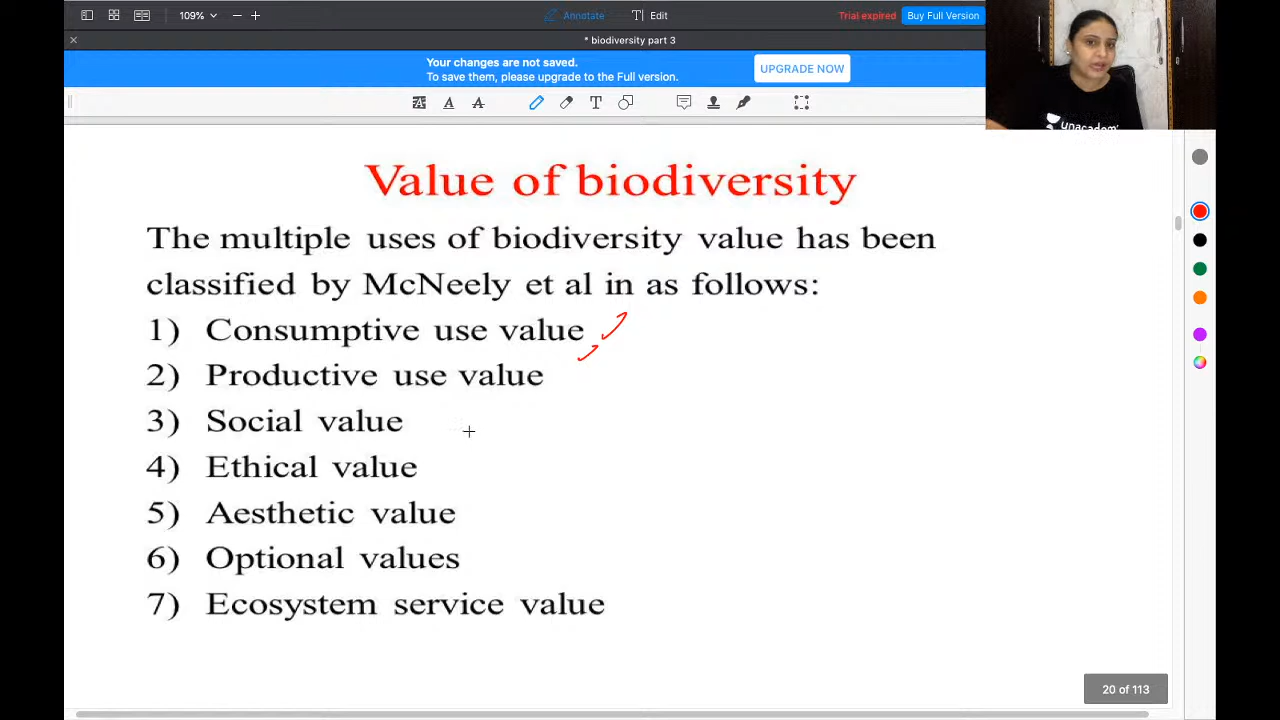 109%
Annotate
Edit
Trial expired
Buy Full Version
* biodiversity part 3
Your changes are not saved.
To save them, please upgrade to the Full version.
UPGRADE NOW
unacademy
Value of biodiversity
The multiple uses of biodiversity value has been
classified by McNeely et al in as follows:
1) Consumptive use value
2) Productive use value
3) Social value
4) Ethical value
5) Aesthetic value
6) Optional values
7) Ecosystem service value
20 of 113